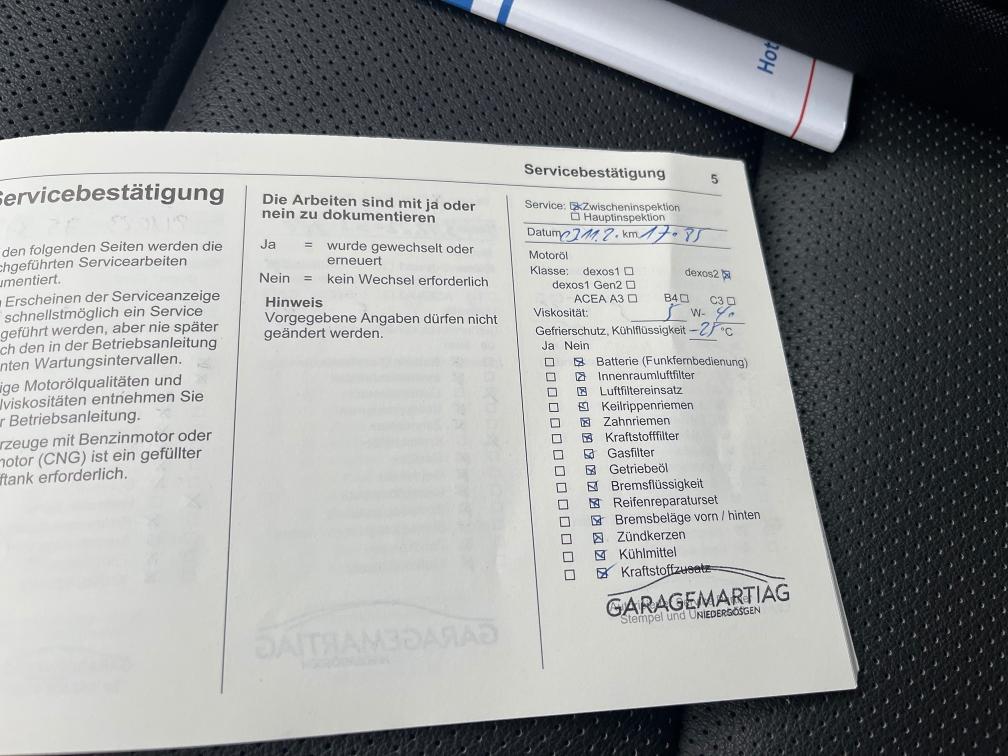 Hot
Servicebestätigung 5
Servicebestätigung
den folgenden Seiten werden die
chgeführten Servicearbeiten
umentiert.
Erscheinen der Serviceanzeige
schnellstmöglich ein Service
geführt werden, aber nie später
ch den in der Betriebsanleitung
nten Wartungsintervallen.
ige Motorölqualitäten und
lviskositäten entnehmen Sie
r Betriebsanleitung.
rzeuge mit Benzinmotor oder
motor (CNG) ist ein gefüllter
ftank erforderlich.
Die Arbeiten sind mit ja oder
nein zu dokumentieren
Ja = wurde gewechselt oder
erneuert
Nein = kein Wechsel erforderlich
Hinweis
Vorgegebene Angaben dürfen nicht
geändert werden.
Service: Zwischeninspektion
Hauptinspektion
Datum km
Motoröl
Klasse: dexos1 dexos2
dexos1 Gen2
ACEA A3 B4 C3
Viskosität: 5 W- 40
Gefrierschutz, Kühlflüssigkeit -25 °C
Ja Nein
Batterie (Funkfernbedienung)
Innenraumluftfilter
Luftfiltereinsatz
Keilrippenriemen
Zahnriemen
Kraftstofffilter
Gasfilter
Getriebeöl
Bremsflüssigkeit
Reifenreparaturset
Bremsbeläge vorn / hinten
Zündkerzen
Kühlmittel
Kraftstoffzusatz
GARAGEMARTIAG
Stempel und U NIEDERGÖSGEN